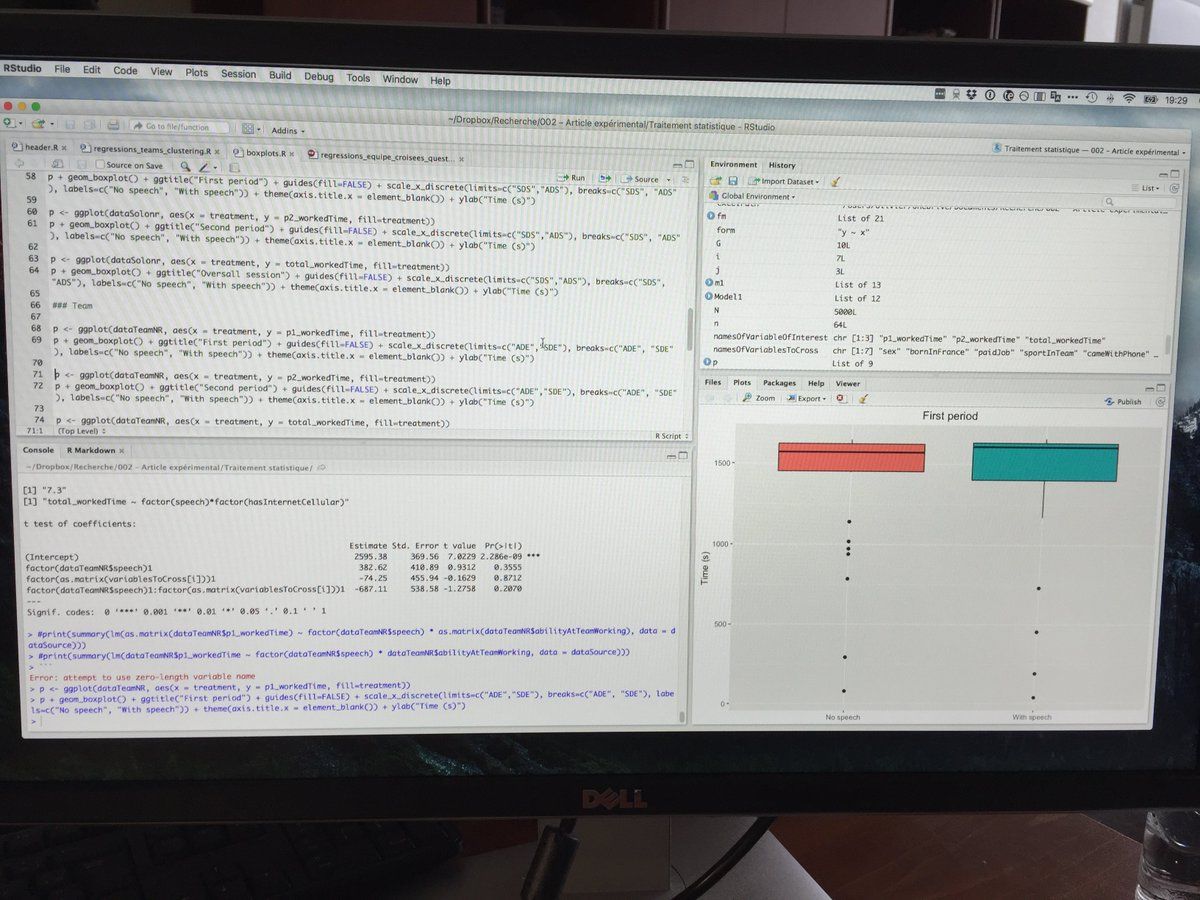 RStudio File Edit Code View Plots Session Build Debug Tools Window Help
19:29
~/Dropbox/Recherche/002 – Article expérimental/Traitement statistique - RStudio
Go to file/function Addins
Traitement statistique — 002 - Article expérimental
header.R regressions_teams_clustering.R boxplots.R regressions_equipe_croisees_quest...
Source on Save Run Source
58 p + geom_boxplot() + ggtitle("First period") + guides(fill=FALSE) + scale_x_discrete(limits=c("SDS","ADS"), breaks=c("SDS", "ADS"
), labels=c("No speech", "With speech")) + theme(axis.title.x = element_blank()) + ylab("Time (s)")
59
60 p <- ggplot(dataSolonr, aes(x = treatment, y = p2_workedTime, fill=treatment))
61 p + geom_boxplot() + ggtitle("Second period") + guides(fill=FALSE) + scale_x_discrete(limits=c("SDS","ADS"), breaks=c("SDS", "ADS"
), labels=c("No speech", "With speech")) + theme(axis.title.x = element_blank()) + ylab("Time (s)")
62
63 p <- ggplot(dataSolonr, aes(x = treatment, y = total_workedTime, fill=treatment))
64 p + geom_boxplot() + ggtitle("Oversall session") + guides(fill=FALSE) + scale_x_discrete(limits=c("SDS","ADS"), breaks=c("SDS",
"ADS"), labels=c("No speech", "With speech")) + theme(axis.title.x = element_blank()) + ylab("Time (s)")
65
66 ### Team
67
68 p <- ggplot(dataTeamNR, aes(x = treatment, y = p1_workedTime, fill=treatment))
69 p + geom_boxplot() + ggtitle("First period") + guides(fill=FALSE) + scale_x_discrete(limits=c("ADE","SDE"), breaks=c("ADE", "SDE"
), labels=c("No speech", "With speech")) + theme(axis.title.x = element_blank()) + ylab("Time (s)")
70
71 p <- ggplot(dataTeamNR, aes(x = treatment, y = p2_workedTime, fill=treatment))
72 p + geom_boxplot() + ggtitle("Second period") + guides(fill=FALSE) + scale_x_discrete(limits=c("ADE","SDE"), breaks=c("ADE", "SDE"
), labels=c("No speech", "With speech")) + theme(axis.title.x = element_blank()) + ylab("Time (s)")
73
74 p <- ggplot(dataTeamNR, aes(x = treatment, y = total_workedTime, fill=treatment))
71:1 (Top Level) R Script
Console R Markdown
~/Dropbox/Recherche/002 - Article expérimental/Traitement statistique/
[1] "7.3"
[1] "total_workedTime ~ factor(speech)*factor(hasInternetCellular)"
t test of coefficients:
Estimate Std. Error t value Pr(>|t|)
(Intercept) 2595.38 369.56 7.0229 2.286e-09 ***
factor(dataTeamNR$speech)1 382.62 410.89 0.9312 0.3555
factor(as.matrix(variablesToCross[i]))1 -74.25 455.94 -0.1629 0.8712
factor(dataTeamNR$speech)1:factor(as.matrix(variablesToCross[i]))1 -687.11 538.58 -1.2758 0.2070
---
Signif. codes: 0 '***' 0.001 '**' 0.01 '*' 0.05 '.' 0.1 ' ' 1
> #print(summary(lm(as.matrix(dataTeamNR$p1_workedTime) ~ factor(dataTeamNR$speech) * as.matrix(dataTeamNR$abilityAtTeamWorking), data = d
ataSource)))
> #print(summary(lm(dataTeamNR$p1_workedTime ~ factor(dataTeamNR$speech) * dataTeamNR$abilityAtTeamWorking, data = dataSource)))
> ```
Error: attempt to use zero-length variable name
> p <- ggplot(dataTeamNR, aes(x = treatment, y = p1_workedTime, fill=treatment))
> p + geom_boxplot() + ggtitle("First period") + guides(fill=FALSE) + scale_x_discrete(limits=c("ADE","SDE"), breaks=c("ADE", "SDE"), labe
ls=c("No speech", "With speech")) + theme(axis.title.x = element_blank()) + ylab("Time (s)")
>
Environment History
Import Dataset List
Global Environment
fm List of 21
form "y ~ x"
G 10L
i 7L
j 3L
m1 List of 13
Model1 List of 12
N 5000L
n 64L
namesOfVariableOfInterest chr [1:3] "p1_workedTime" "p2_workedTime" "total_workedTime"
namesOfVariablesToCross chr [1:7] "sex" "bornInFrance" "paidJob" "sportInTeam" "cameWithPhone" …
p List of 9
Files Plots Packages Help Viewer
Zoom Export Publish
First period
1500
1000
500
0
Time (s)
No speech With speech
DELL